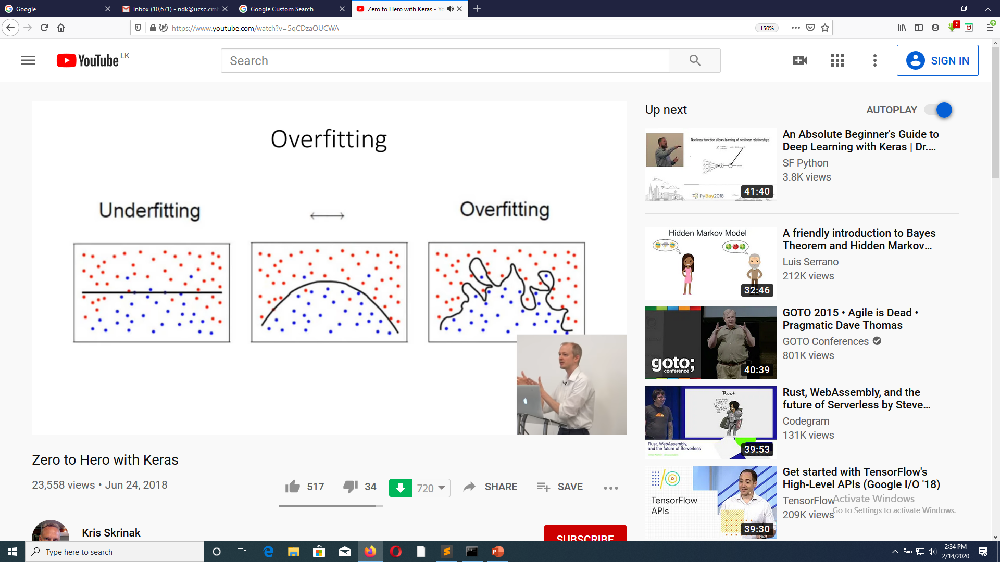 Google
Inbox (10,671) - ndk@ucsc.cmb
Google Custom Search
Zero to Hero with Keras - Yo
https://www.youtube.com/watch?v=5qCDzaOUCWA
150%
YouTube LK
Search
SIGN IN
Overfitting
Underfitting
Overfitting
Zero to Hero with Keras
23,558 views • Jun 24, 2018
517
34
720
SHARE
SAVE
Kris Skrinak
SUBSCRIBE
Up next
AUTOPLAY
Nonlinear function allows learning of nonlinear relationships
PyBay2018
41:40
An Absolute Beginner's Guide to
Deep Learning with Keras | Dr....
SF Python
3.8K views
Hidden Markov Model
32:46
A friendly introduction to Bayes
Theorem and Hidden Markov...
Luis Serrano
212K views
goto;
conference
40:39
GOTO 2015 • Agile is Dead •
Pragmatic Dave Thomas
GOTO Conferences
801K views
Rust
Rust, WebAssembly,
and the future of Serverless
39:53
Rust, WebAssembly, and the
future of Serverless by Steve...
Codegram
131K views
TensorFlow
APIs
39:30
Get started with TensorFlow's
High-Level APIs (Google I/O '18)
TensorFlow
209K views
Activate Windows
Go to Settings to activate Windows.
Type here to search
2:34 PM
2/14/2020